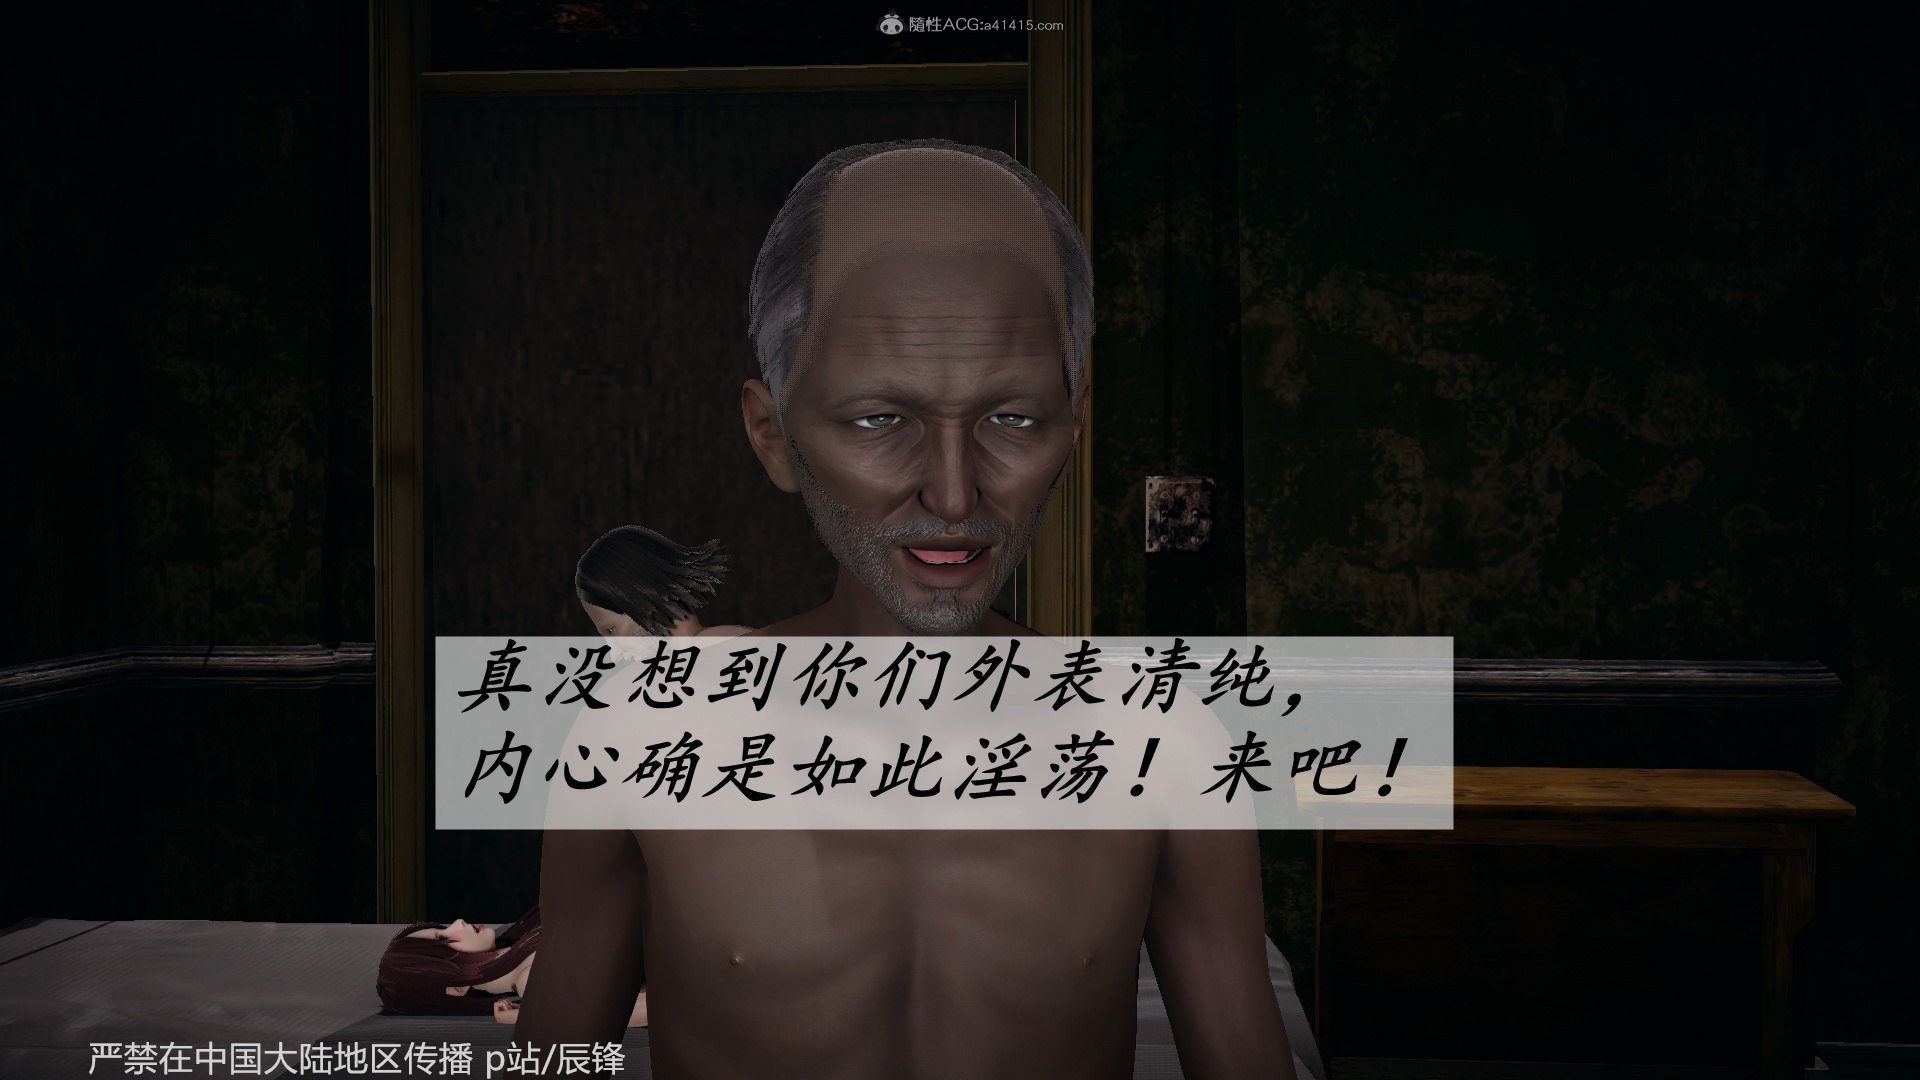 隨性ACG:a41415.com
真没想到你们外表清纯，
内心确是如此淫荡！来吧！
严禁在中国大陆地区传播 p站/辰锋